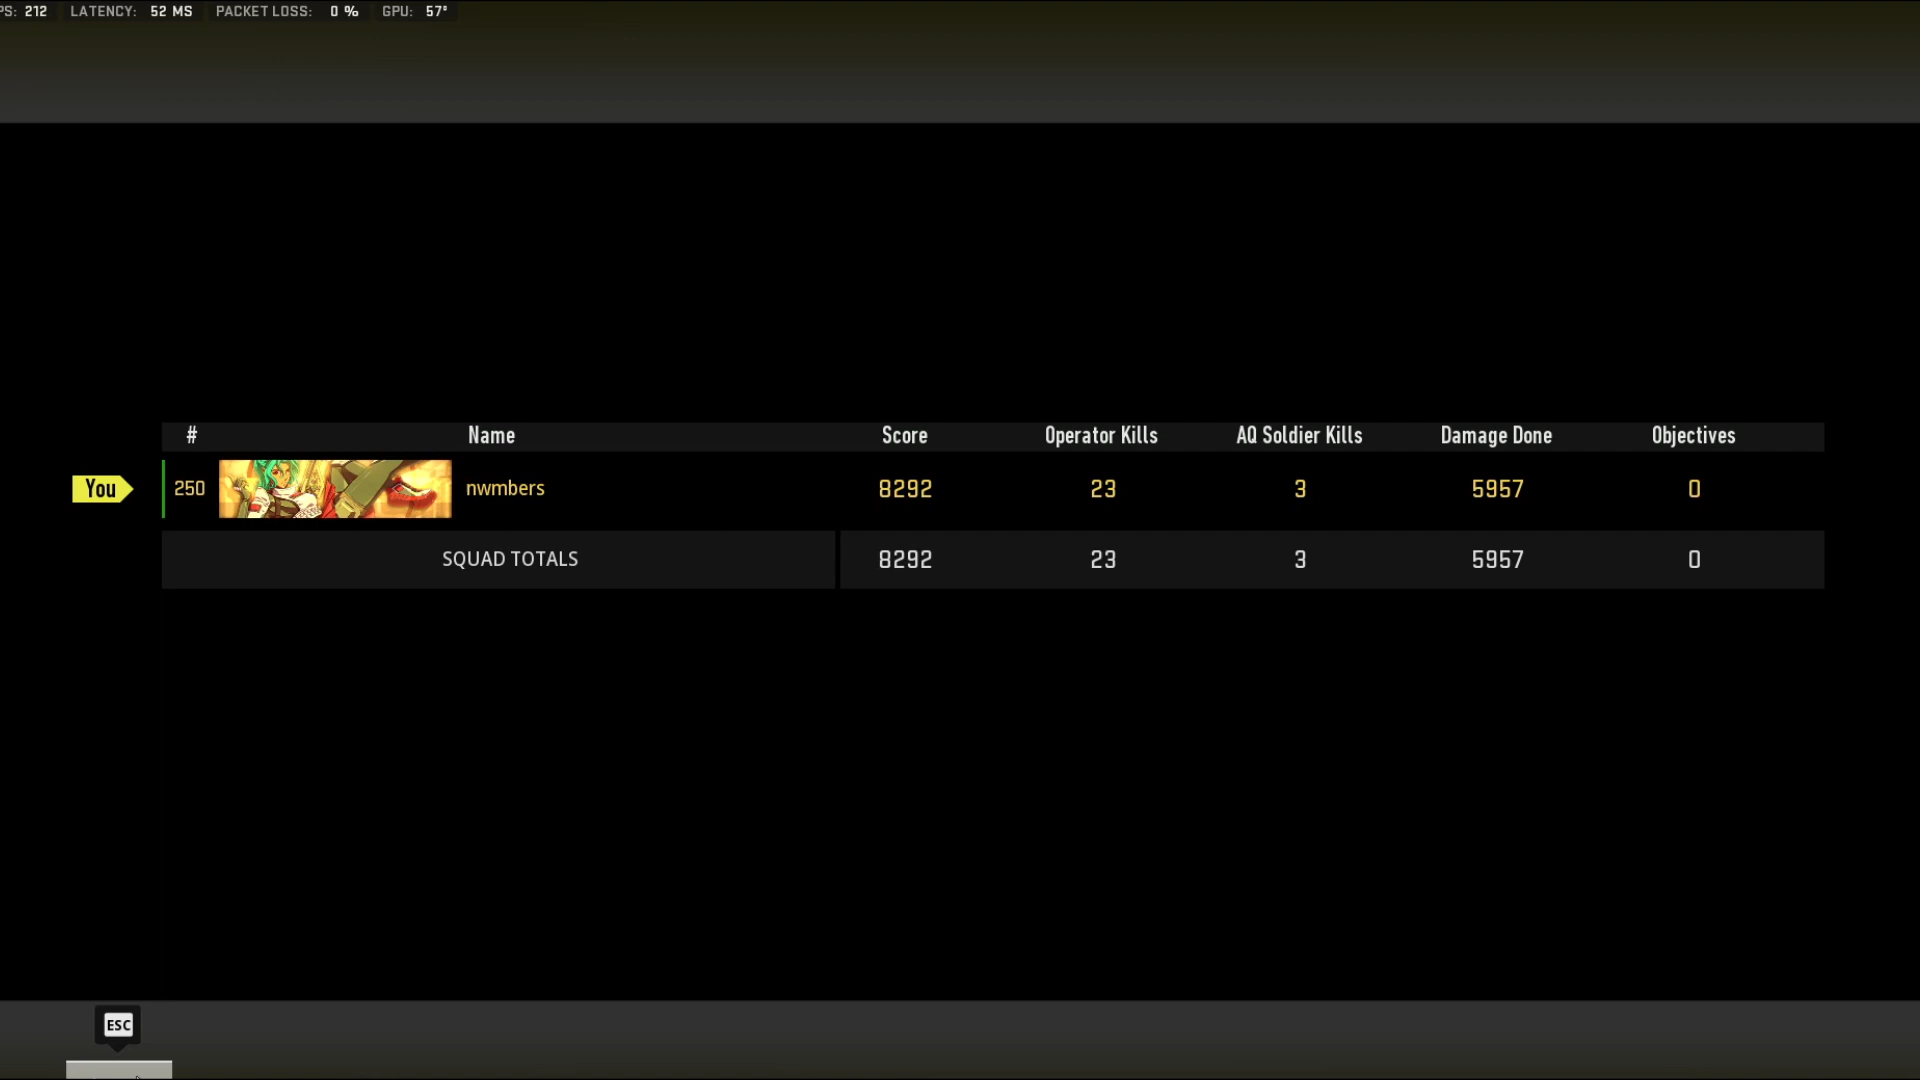 PS: 212 LATENCY: 52 MS PACKET LOSS: 0 % GPU: 57°
# Name Score Operator Kills AQ Soldier Kills Damage Done Objectives
You 250 nwmbers 8292 23 3 5957 0
SQUAD TOTALS 8292 23 3 5957 0
ESC